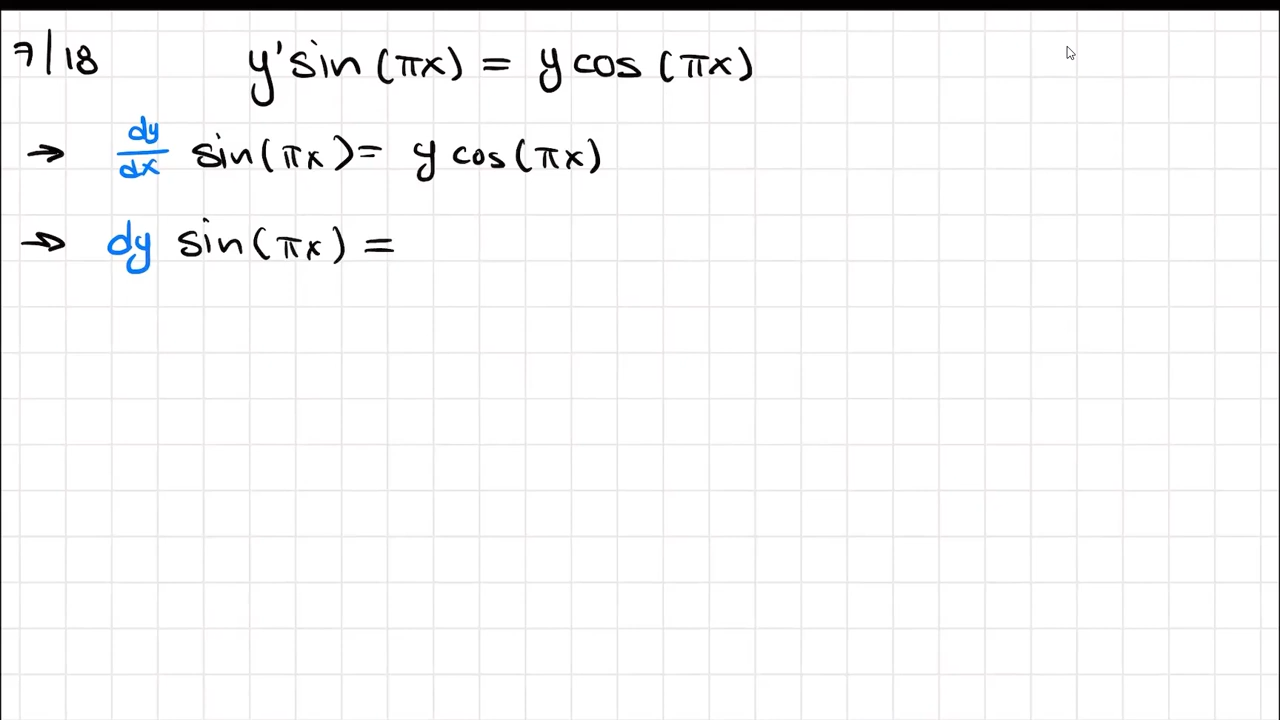 7/18 y'sin(πx) = y cos(πx)
→ dy/dx sin(πx) = y cos(πx)
→ dy sin(πx) =